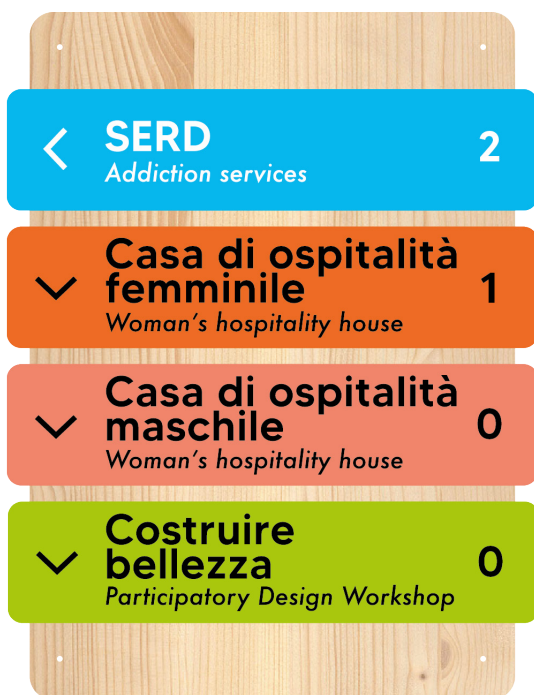 SERD
Addiction services
2
Casa di ospitalità
femminile
1
Woman's hospitality house
Casa di ospitalità
maschile
0
Woman's hospitality house
Costruire
bellezza
0
Participatory Design Workshop